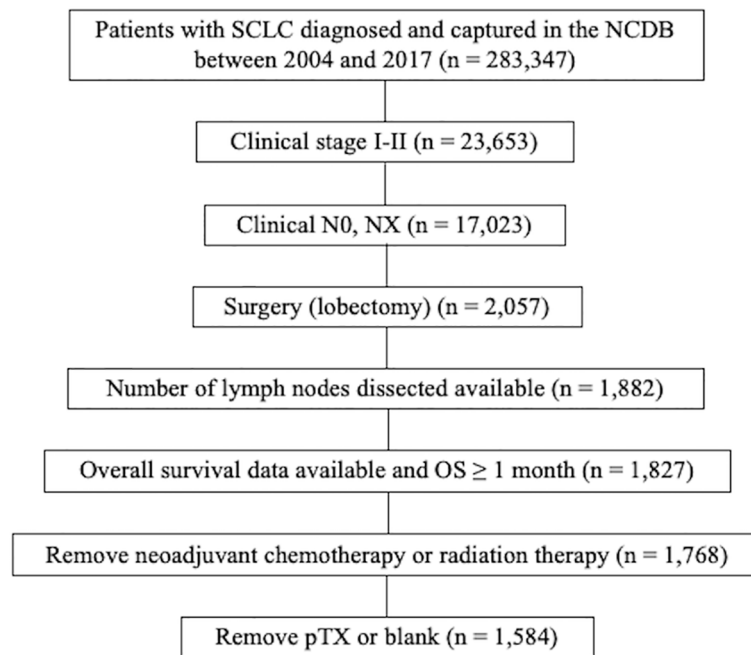 Patients with SCLC diagnosed and captured in the NCDB
between 2004 and 2017 (n = 283,347)
Clinical stage I-II (n = 23,653)
Clinical N0, NX (n = 17,023)
Surgery (lobectomy) (n = 2,057)
Number of lymph nodes dissected available (n = 1,882)
Overall survival data available and OS ≥ 1 month (n = 1,827)
Remove neoadjuvant chemotherapy or radiation therapy (n = 1,768)
Remove pTX or blank (n = 1,584)